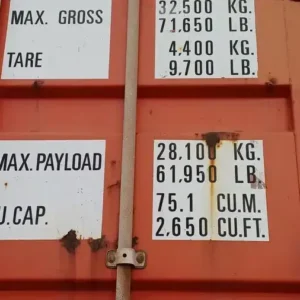 MAX. GROSS 32.500 KG.
71.650 LB.
TARE 4.400 KG.
9.700 LB.
MAX. PAYLOAD 28.100 KG.
61.950 LB.
U. CAP. 75.1 CU.M.
2.650 CU.FT.